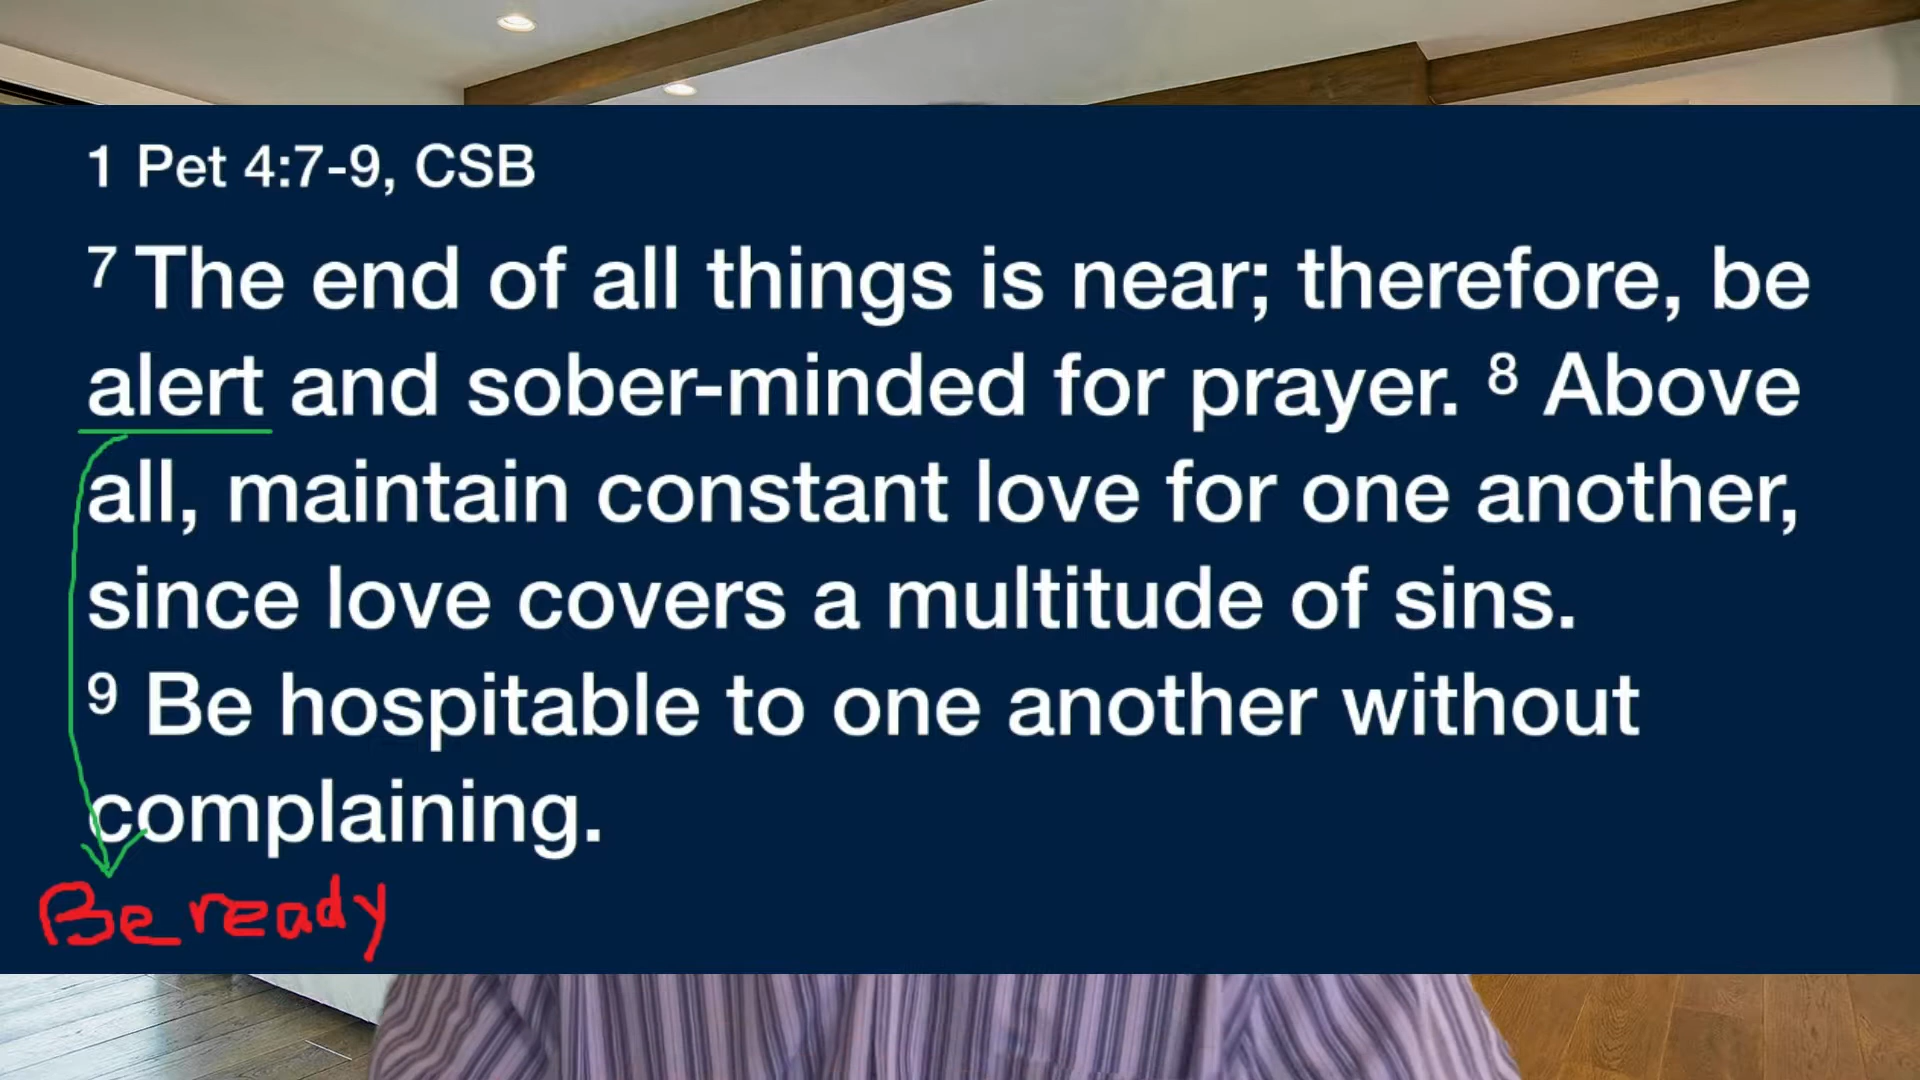 1 Pet 4:7-9, CSB
7 The end of all things is near; therefore, be
alert and sober-minded for prayer. 8 Above
all, maintain constant love for one another,
since love covers a multitude of sins.
9 Be hospitable to one another without
complaining.
Be ready